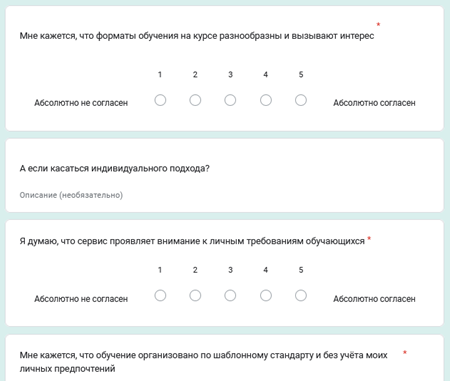 Мне кажется, что форматы обучения на курсе разнообразны и вызывают интерес *
1 2 3 4 5
Абсолютно не согласен Абсолютно согласен
А если касаться индивидуального подхода?
Описание (необязательно)
Я думаю, что сервис проявляет внимание к личным требованиям обучающихся *
1 2 3 4 5
Абсолютно не согласен Абсолютно согласен
Мне кажется, что обучение организовано по шаблонному стандарту и без учёта моих *
личных предпочтений